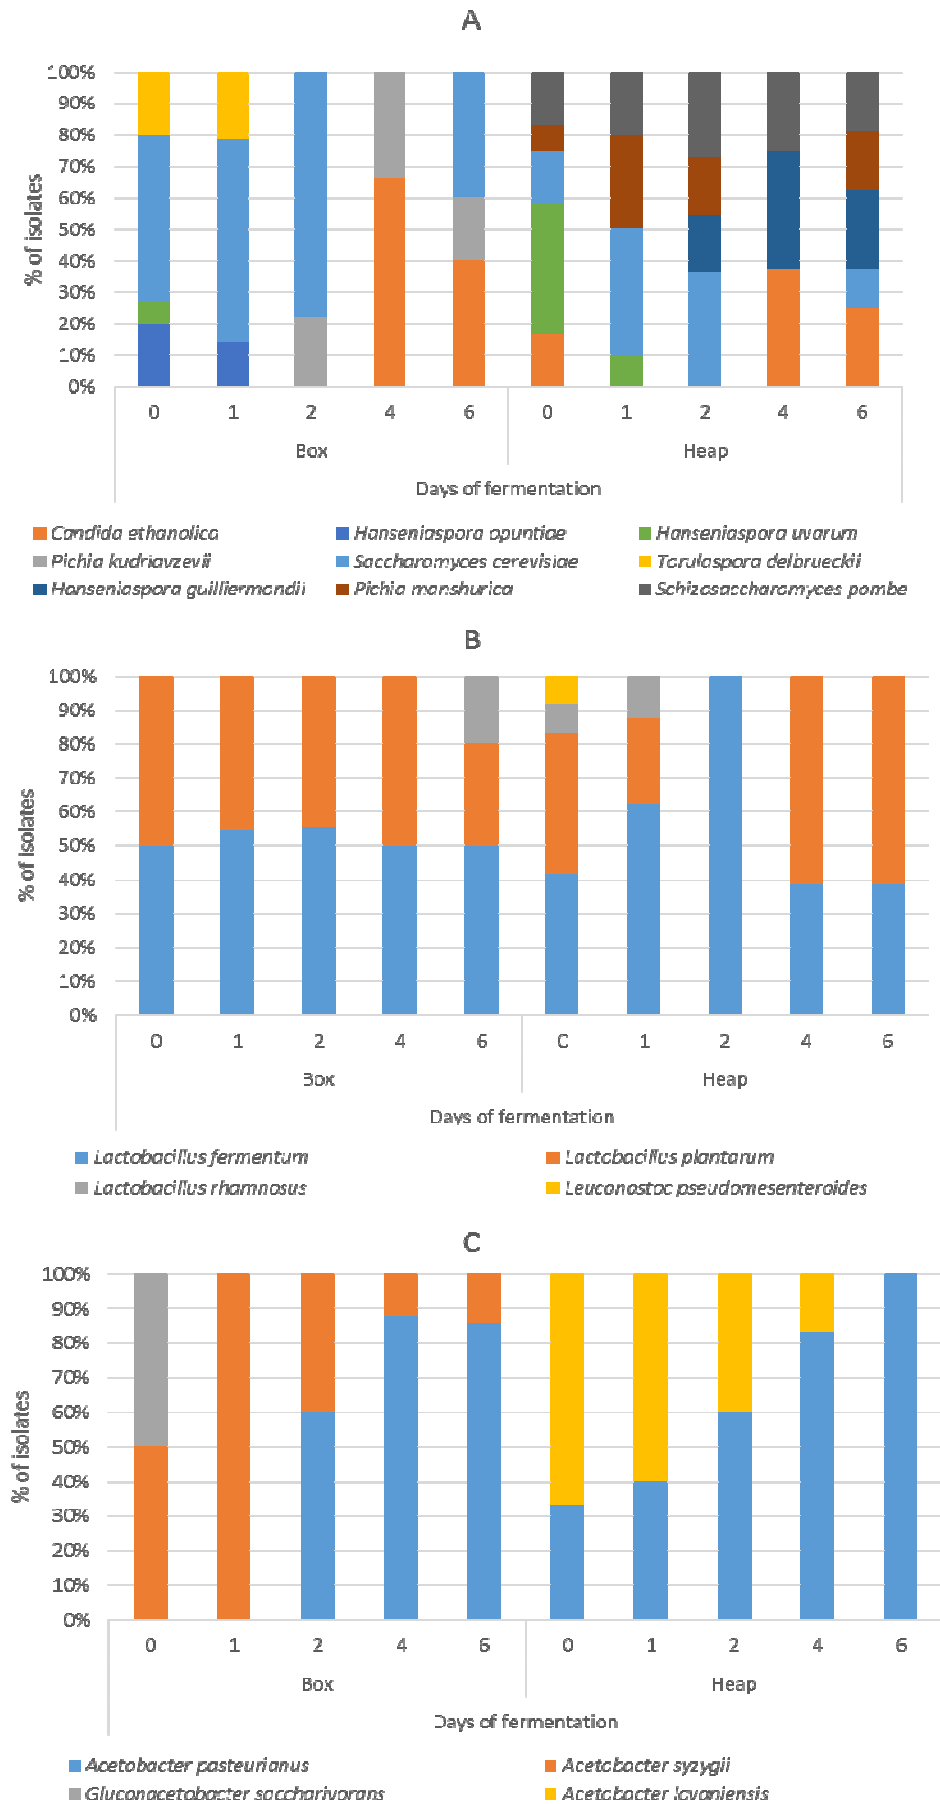 A
100%
90%
80%
70%
60%
50%
40%
30%
20%
10%
0%
% of isolates
0 1 2 4 6 0 1 2 4 6
Box Heap
Days of fermentation
Candida ethanolica Hanseniaspora opuntiae Hanseniaspora uvarum
Pichia kudriavzevii Saccharomyces cerevisiae Torulaspora delbrueckii
Hanseniaspora guilliermondii Pichia manshurica Schizosaccharomyces pombe
B
100%
90%
80%
70%
60%
50%
40%
30%
20%
10%
0%
% of isolates
0 1 2 4 6 0 1 2 4 6
Box Heap
Days of fermentation
Lactobacillus fermentum Lactobacillus plantarum
Lactobacillus rhamnosus Leuconostoc pseudomesenteroides
C
100%
90%
80%
70%
60%
50%
40%
30%
20%
10%
0%
% of isolates
0 1 2 4 6 0 1 2 4 6
Box Heap
Days of fermentation
Acetobacter pasteurianus Acetobacter syzygii
Gluconacetobacter saccharivorans Acetobacter lovaniensis